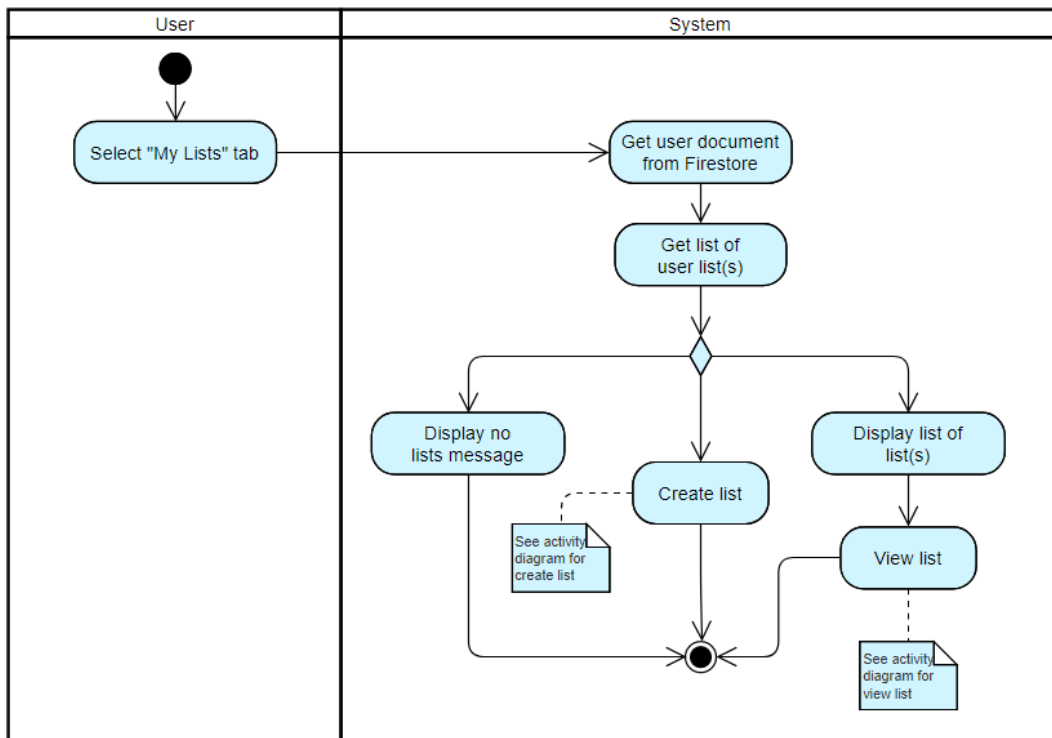 User
System
Select "My Lists" tab
Get user document
from Firestore
Get list of
user list(s)
Display no
lists message
Create list
Display list of
list(s)
See activity
diagram for
create list
View list
See activity
diagram for
view list